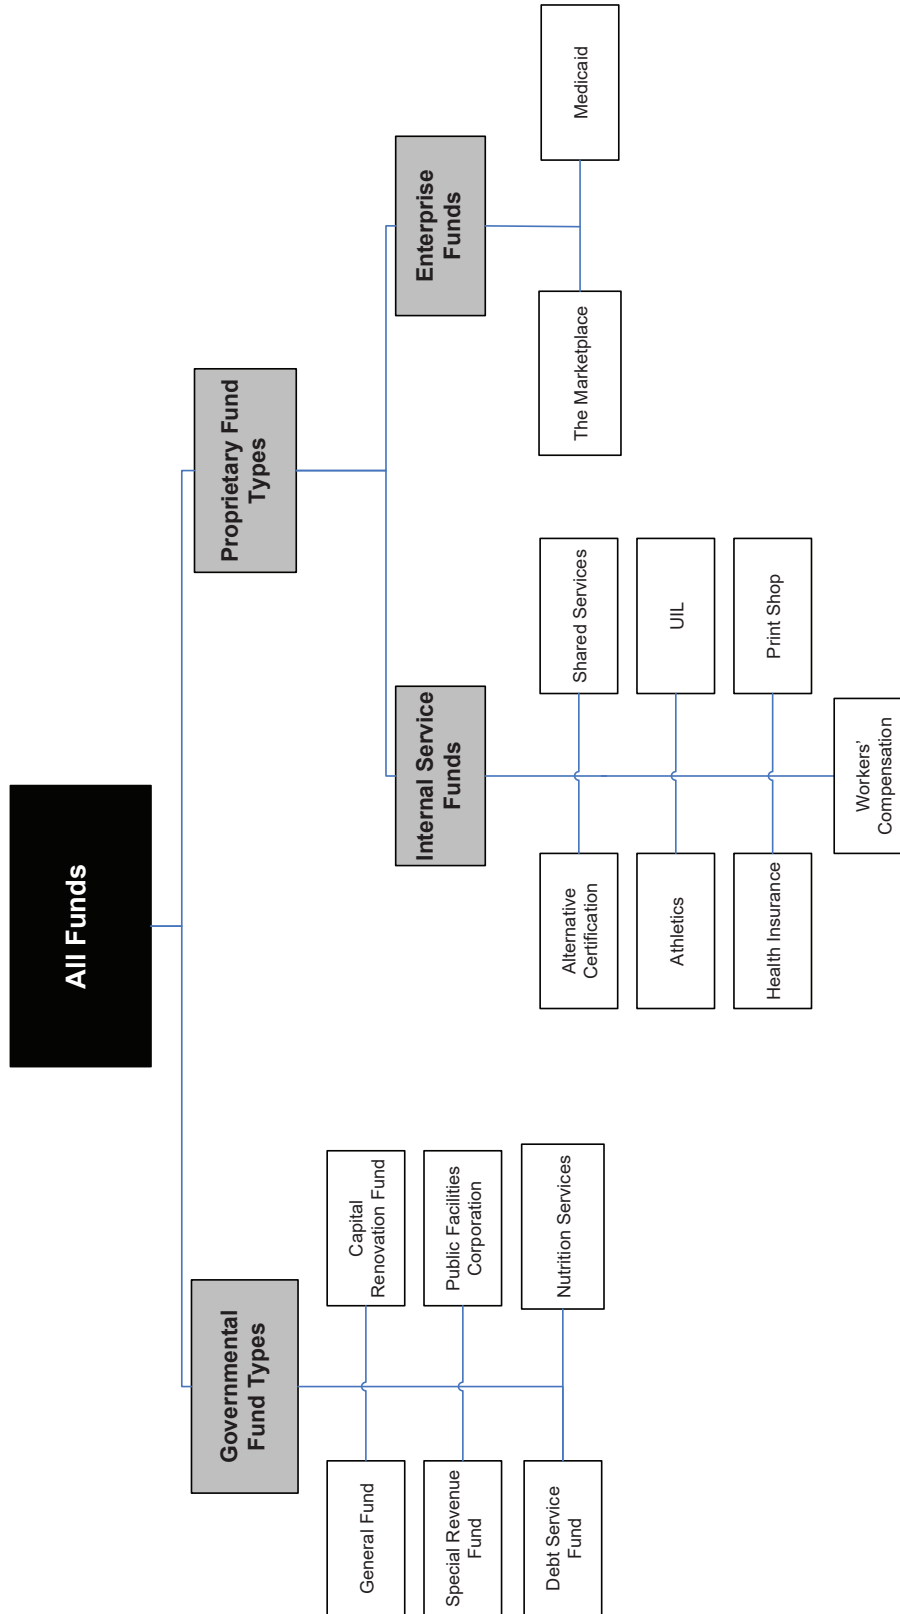 All Funds
Governmental
Fund Types
Proprietary Fund
Types
General Fund
Capital
Renovation Fund
Special Revenue
Fund
Public Facilities
Corporation
Debt Service
Fund
Nutrition Services
Internal Service
Funds
Enterprise
Funds
Alternative
Certification
Shared Services
Athletics
UIL
Health Insurance
Print Shop
Workers'
Compensation
The Marketplace
Medicaid